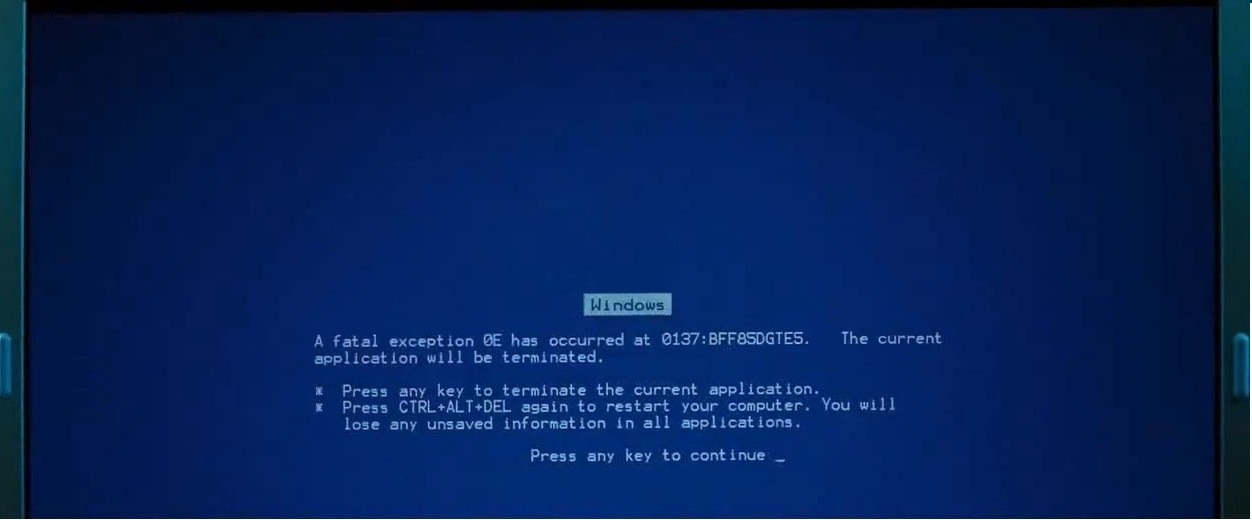 Windows
A fatal exception 0E has occurred at 0137:BFF85DGTE5. The current
application will be terminated.
* Press any key to terminate the current application.
* Press CTRL+ALT+DEL again to restart your computer. You will
lose any unsaved information in all applications.
Press any key to continue _